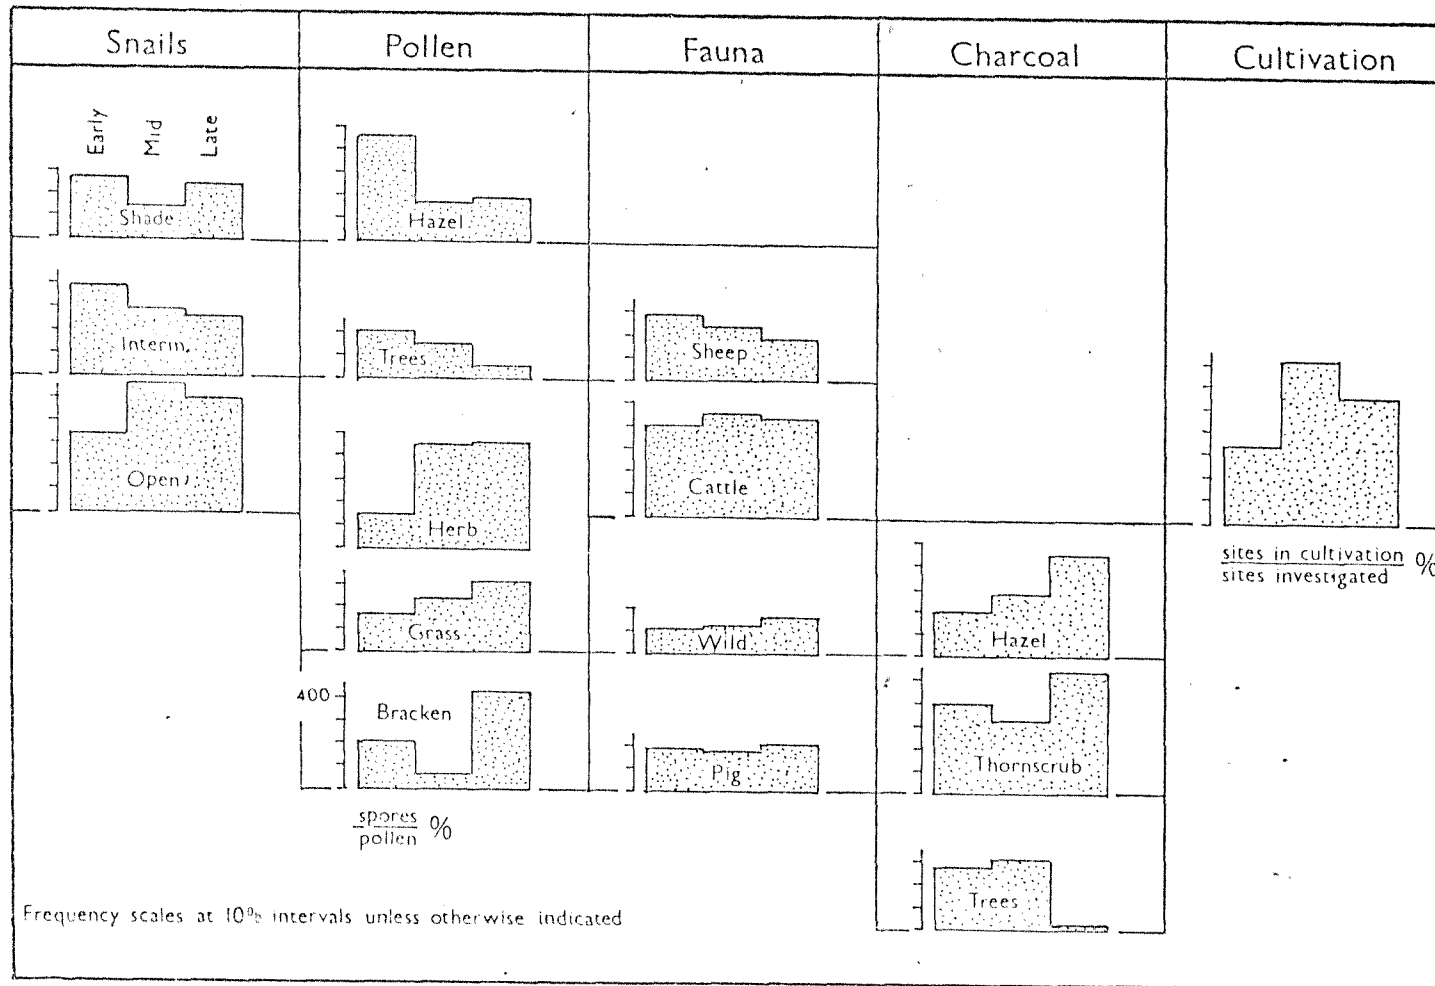 Snails
Pollen
Fauna
Charcoal
Cultivation
Early
Mid
Late
Shade
Interm.
Open
Hazel
Trees
Herb
Grass
400
Bracken
spores
pollen %
Sheep
Cattle
Wild
Pig
Hazel
Thornscrub
Trees
sites in cultivation %
sites investigated
Frequency scales at 10% intervals unless otherwise indicated